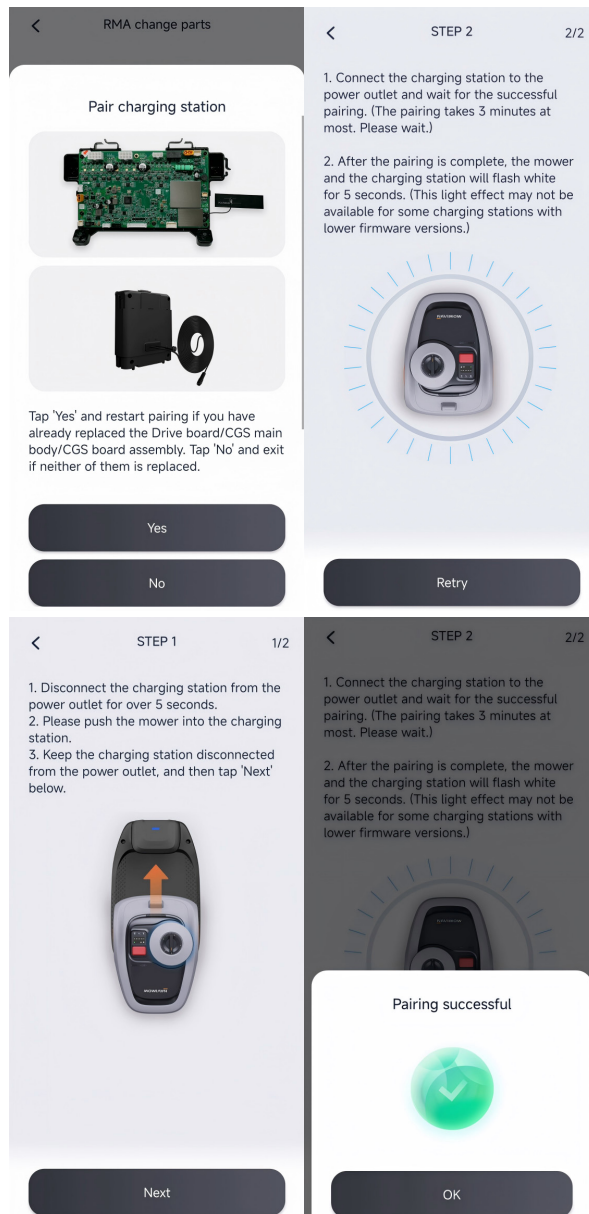 RMA change parts
Pair charging station
Tap 'Yes' and restart pairing if you have
already replaced the Drive board/CGS main
body/CGS board assembly. Tap 'No' and exit
if neither of them is replaced.
Yes
No
STEP 2
2/2
1. Connect the charging station to the
power outlet and wait for the successful
pairing. (The pairing takes 3 minutes at
most. Please wait.)
2. After the pairing is complete, the mower
and the charging station will flash white
for 5 seconds. (This light effect may not be
available for some charging stations with
lower firmware versions.)
Retry
STEP 1
1/2
1. Disconnect the charging station from the
power outlet for over 5 seconds.
2. Please push the mower into the charging
station.
3. Keep the charging station disconnected
from the power outlet, and then tap 'Next'
below.
Next
STEP 2
2/2
1. Connect the charging station to the
power outlet and wait for the successful
pairing. (The pairing takes 3 minutes at
most. Please wait.)
2. After the pairing is complete, the mower
and the charging station will flash white
for 5 seconds. (This light effect may not be
available for some charging stations with
lower firmware versions.)
Pairing successful
OK